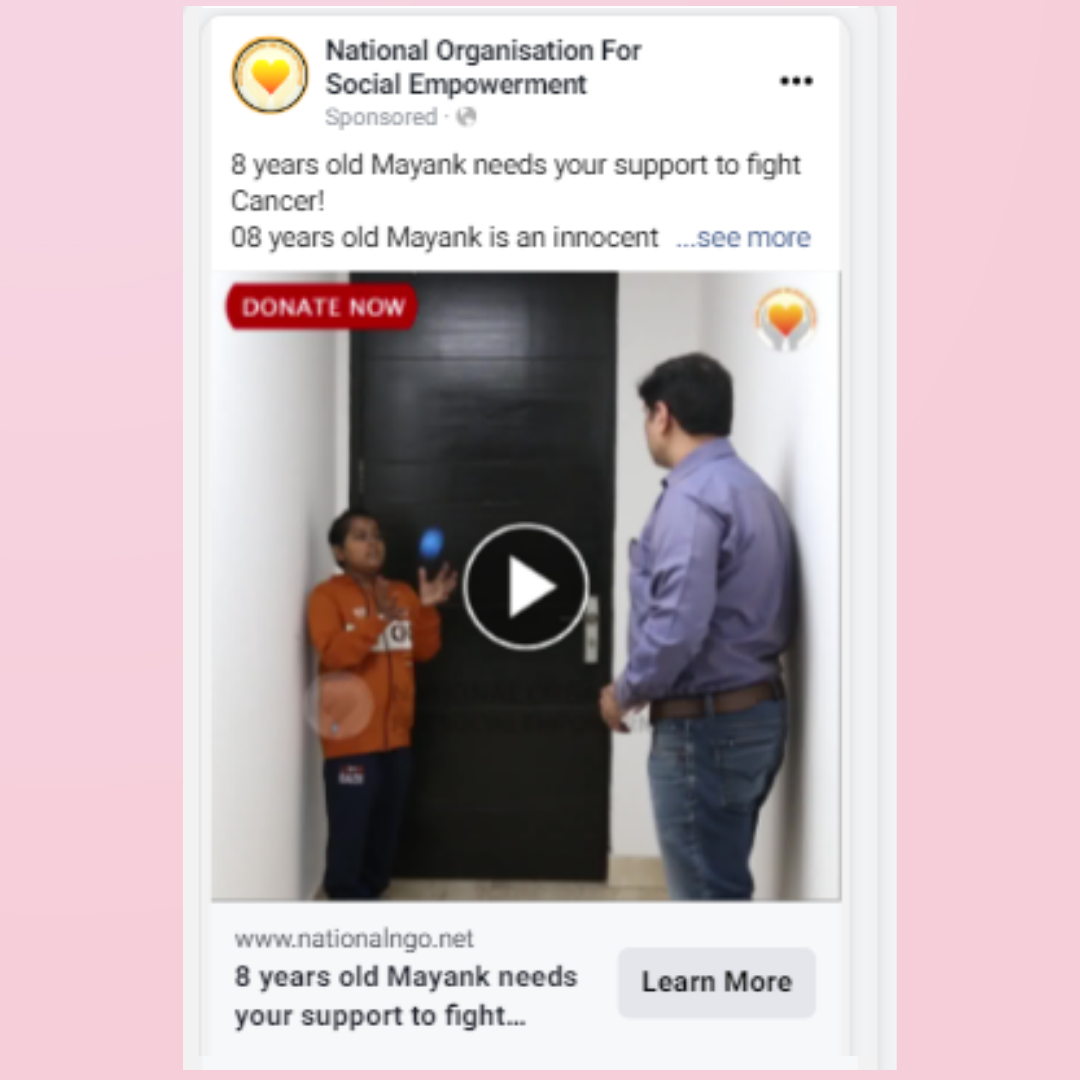 National Organisation For
Social Empowerment
Sponsored ·
8 years old Mayank needs your support to fight
Cancer!
08 years old Mayank is an innocent ...see more
DONATE NOW
www.nationalngo.net
8 years old Mayank needs
your support to fight...
Learn More